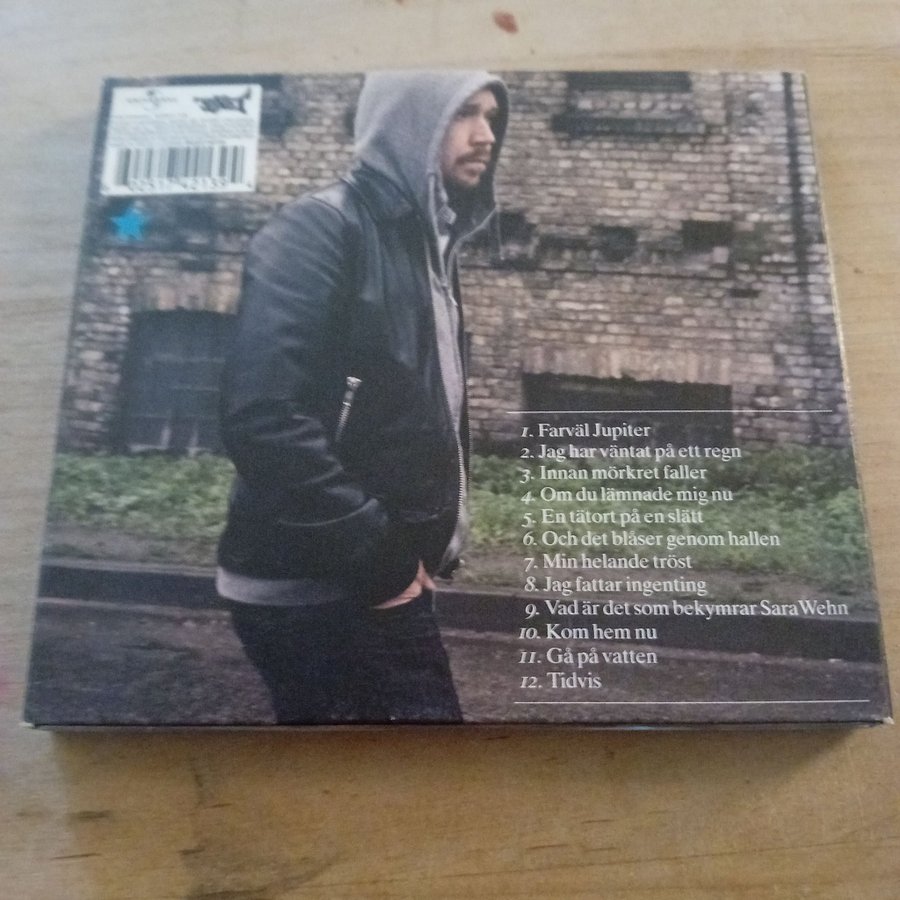 1. Farväl Jupiter
2. Jag har väntat på ett regn
3. Innan mörkret faller
4. Om du lämnade mig nu
5. En tätort på en slätt
6. Och det blåser genom hallen
7. Min helande tröst
8. Jag fattar ingenting
9. Vad är det som bekymrar Sara Wehn
10. Kom hem nu
11. Gå på vatten
12. Tidvis